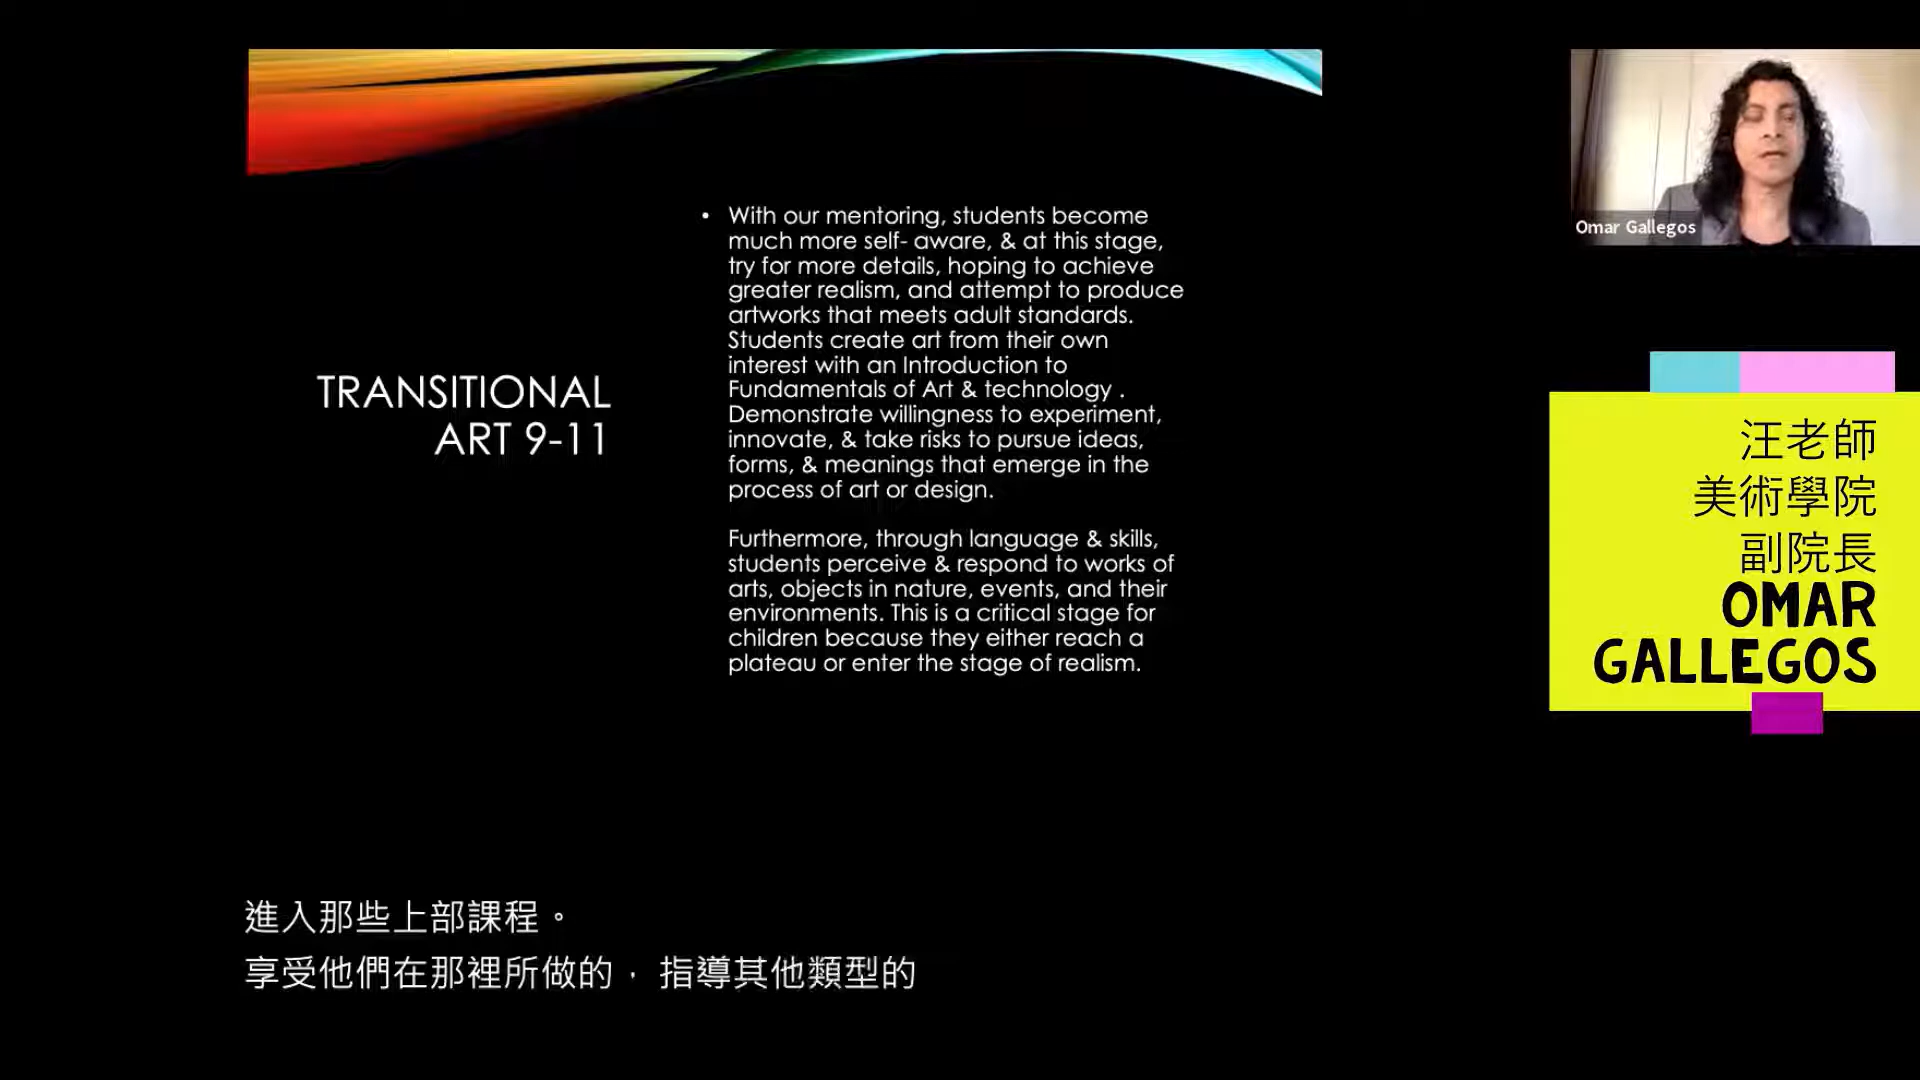 TRANSITIONAL
ART 9-11
• With our mentoring, students become
much more self- aware, & at this stage,
try for more details, hoping to achieve
greater realism, and attempt to produce
artworks that meets adult standards.
Students create art from their own
interest with an Introduction to
Fundamentals of Art & technology .
Demonstrate willingness to experiment,
innovate, & take risks to pursue ideas,
forms, & meanings that emerge in the
process of art or design.
Furthermore, through language & skills,
students perceive & respond to works of
arts, objects in nature, events, and their
environments. This is a critical stage for
children because they either reach a
plateau or enter the stage of realism.
Omar Gallegos
汪老師
美術學院
副院長
OMAR
GALLEGOS
進入那些上部課程。
享受他們在那裡所做的，指導其他類型的